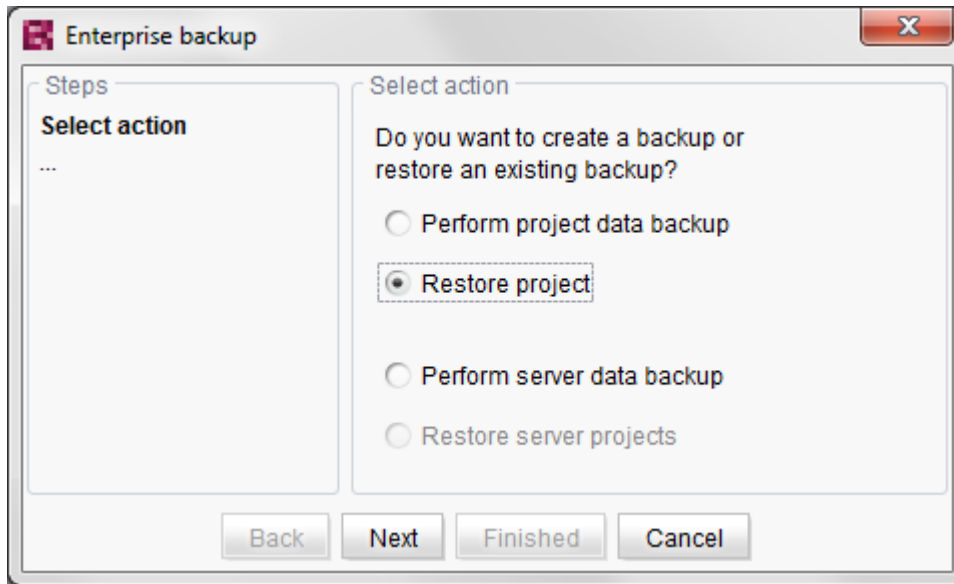 Enterprise backup
Steps
Select action
...
Select action
Do you want to create a backup or
restore an existing backup?
Perform project data backup
Restore project
Perform server data backup
Restore server projects
Back
Next
Finished
Cancel